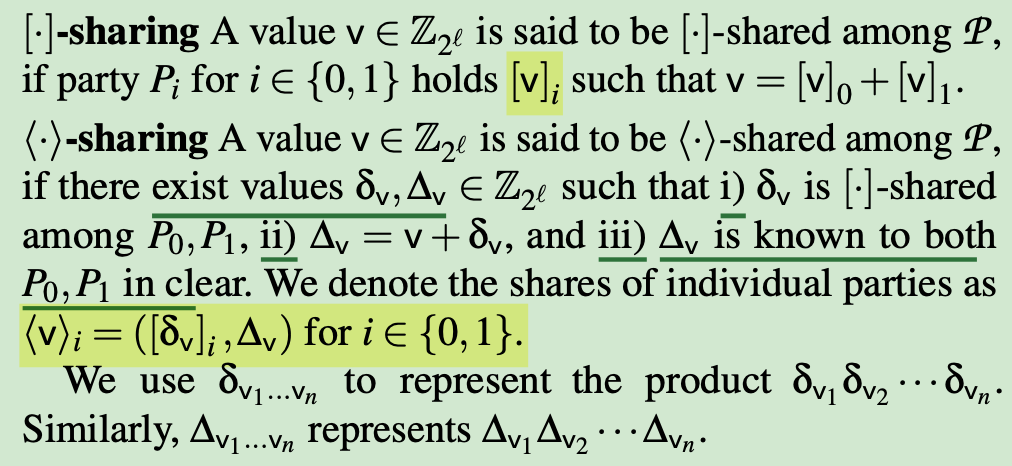 [·]-sharing A value v ∈ ℤ_{2^ℓ} is said to be [·]-shared among 𝒫,
if party P_i for i ∈ {0,1} holds [v]_i such that v = [v]_0 + [v]_1.
⟨·⟩-sharing A value v ∈ ℤ_{2^ℓ} is said to be ⟨·⟩-shared among 𝒫,
if there exist values δ_v, Δ_v ∈ ℤ_{2^ℓ} such that i) δ_v is [·]-shared
among P_0, P_1, ii) Δ_v = v + δ_v, and iii) Δ_v is known to both
P_0, P_1 in clear. We denote the shares of individual parties as
⟨v⟩_i = ([δ_v]_i, Δ_v) for i ∈ {0,1}.
We use δ_{v_1...v_n} to represent the product δ_{v_1} δ_{v_2} ··· δ_{v_n}.
Similarly, Δ_{v_1...v_n} represents Δ_{v_1} Δ_{v_2} ··· Δ_{v_n}.